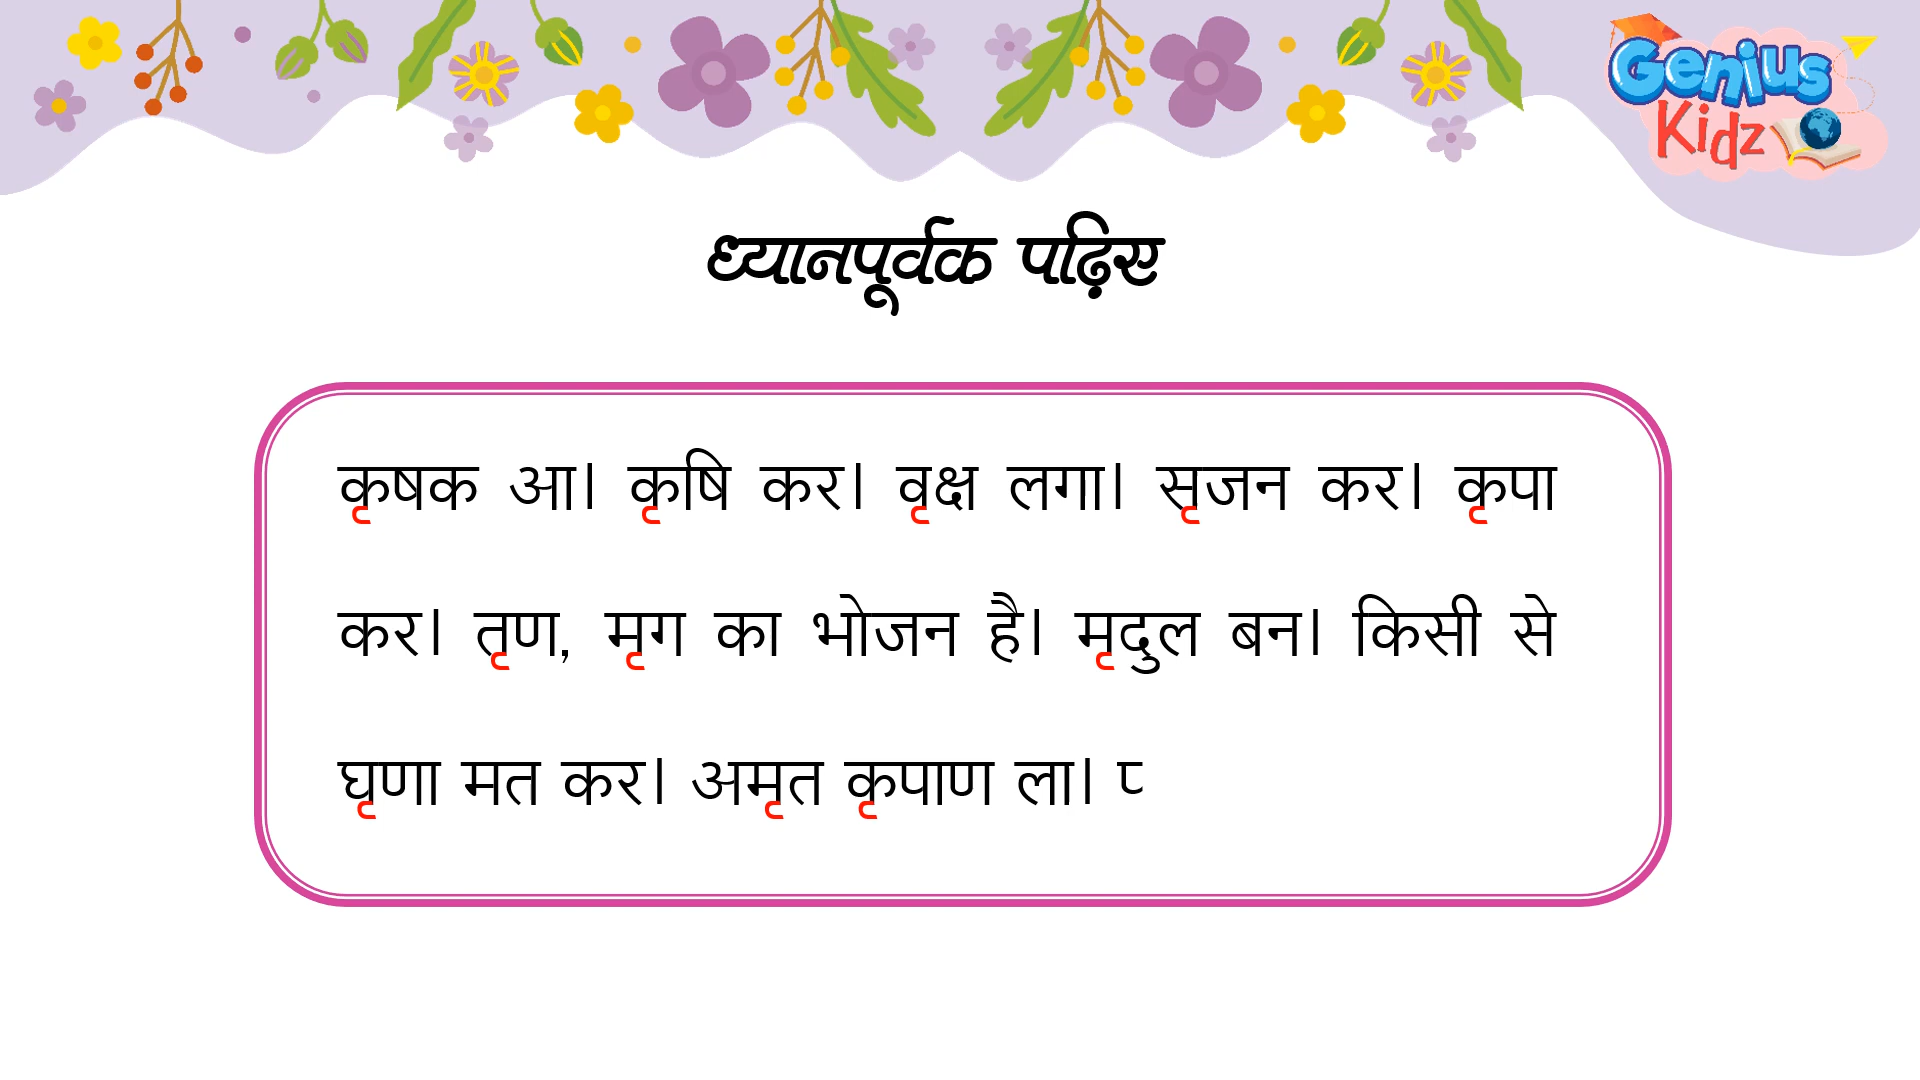 Genius
Kidz
ध्यानपूर्वक पढ़िए
कृषक आ। कृषि कर। वृक्ष लगा। सृजन कर। कृपा
कर। तृण, मृग का भोजन है। मृदुल बन। किसी से
घृणा मत कर। अमृत कृपाण ला।